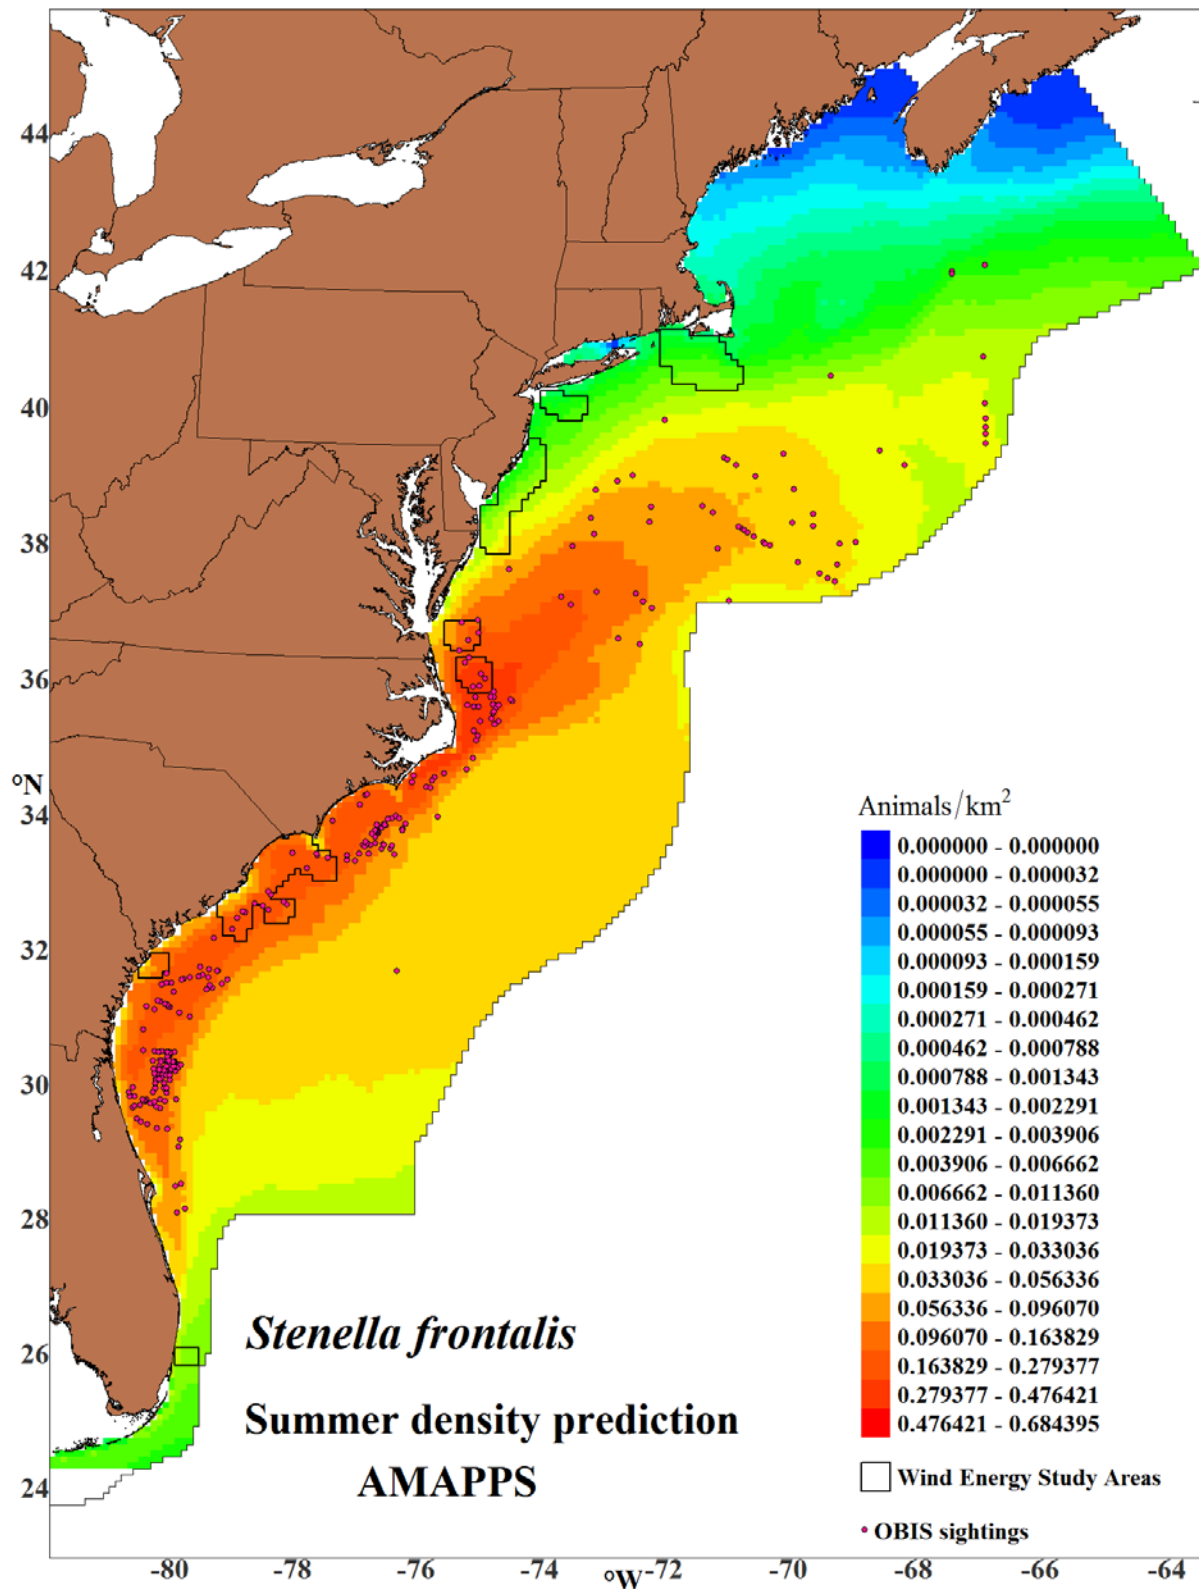 44
42
40
38
36
°N
34
32
30
28
26
24
Animals/km²
0.000000 - 0.000000
0.000000 - 0.000032
0.000032 - 0.000055
0.000055 - 0.000093
0.000093 - 0.000159
0.000159 - 0.000271
0.000271 - 0.000462
0.000462 - 0.000788
0.000788 - 0.001343
0.001343 - 0.002291
0.002291 - 0.003906
0.003906 - 0.006662
0.006662 - 0.011360
0.011360 - 0.019373
0.019373 - 0.033036
0.033036 - 0.056336
0.056336 - 0.096070
0.096070 - 0.163829
0.163829 - 0.279377
0.279377 - 0.476421
0.476421 - 0.684395
Wind Energy Study Areas
OBIS sightings
Stenella frontalis
Summer density prediction
AMAPPS
-80 -78 -76 -74 °W -72 -70 -68 -66 -64